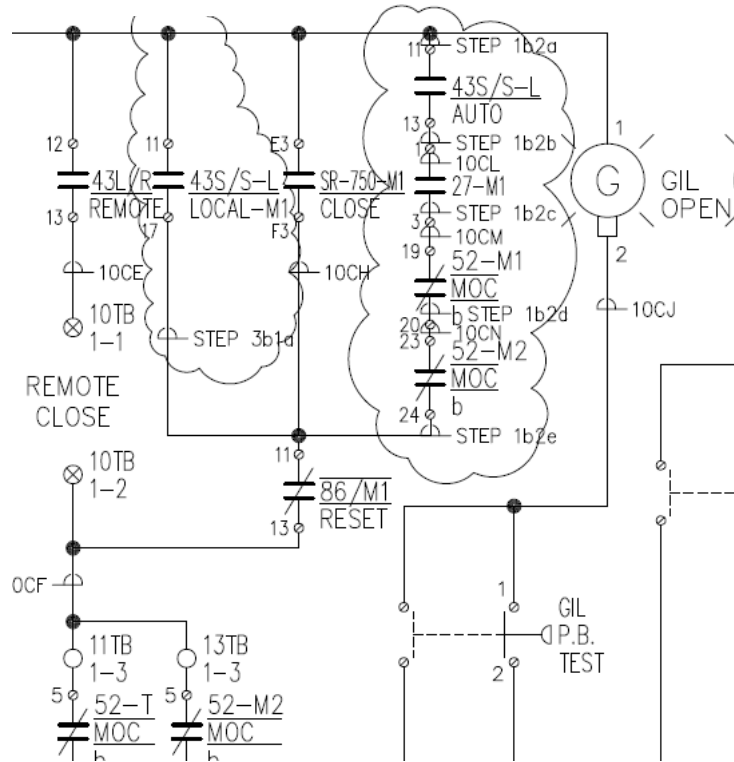 11
STEP 1b2a
43S/S-L
AUTO
13
STEP 1b2b
1
10CL
27-M1
STEP 1b2c
3
10CM
19
52-M1
MOC
b
STEP 1b2d
20
10CN
23
52-M2
MOC
b
24
STEP 1b2e
12
43L/R
REMOTE
13
10CE
10TB
1-1
REMOTE
CLOSE
10TB
1-2
11
43S/S-L
LOCAL-M1
17
STEP 3b1a
E3
SR-750-M1
CLOSE
F3
10CH
11
86/M1
RESET
13
1
G
GIL
OPEN
2
10CJ
0CF
11TB
1-3
13TB
1-3
5
52-T
MOC
b
5
52-M2
MOC
b
1
GIL
P.B.
TEST
2